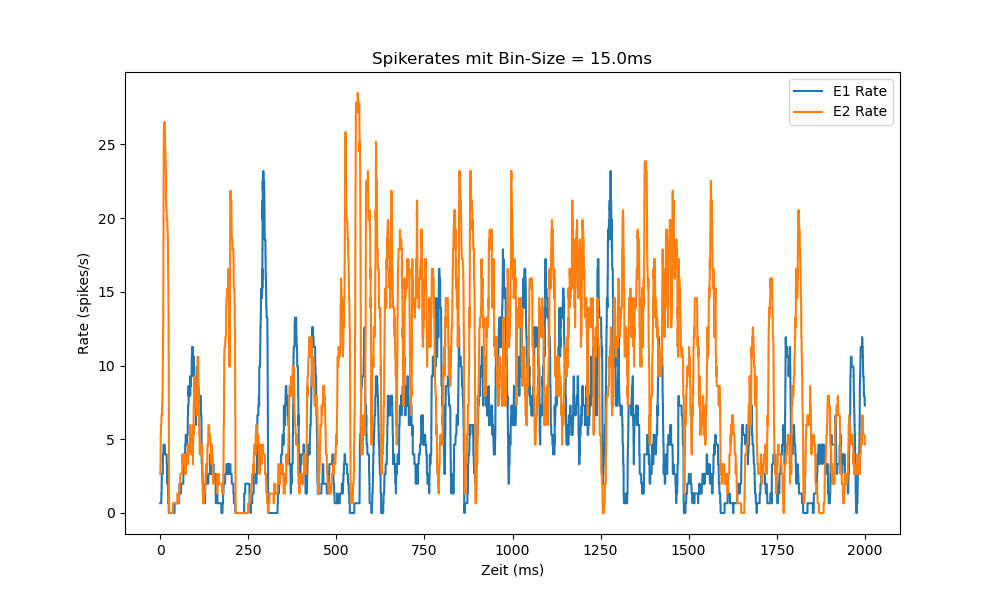 Spikerates mit Bin-Size = 15.0ms
E1 Rate
E2 Rate
Rate (spikes/s)
25
20
15
10
5
0
0 250 500 750 1000 1250 1500 1750 2000
Zeit (ms)